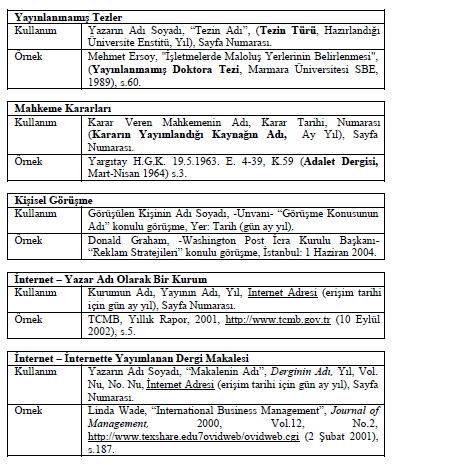 Yayınlanmamış Tezler
Kullanım Yazarın Adı Soyadı, “Tezin Adı”, (Tezin Türü, Hazırlandığı
Üniversite Enstitü, Yıl), Sayfa Numarası.
Örnek Mehmet Ersoy, "İşletmelerde Maloluş Yerlerinin Belirlenmesi",
(Yayınlanmamış Doktora Tezi, Marmara Üniversitesi SBE,
1989), s.60.
Mahkeme Kararları
Kullanım Karar Veren Mahkemenin Adı, Karar Tarihi, Numarası
(Kararın Yayımlandığı Kaynağın Adı, Ay Yıl), Sayfa
Numarası.
Örnek Yargıtay H.G.K. 19.5.1963. E. 4-39, K.59 (Adalet Dergisi,
Mart-Nisan 1964) s.3.
Kişisel Görüşme
Kullanım Görüşülen Kişinin Adı Soyadı, -Unvanı- “Görüşme Konusunun
Adı” konulu görüşme, Yer: Tarih (gün ay yıl).
Örnek Donald Graham, -Washington Post İcra Kurulu Başkanı-
“Reklam Stratejileri” konulu görüşme, İstanbul: 1 Haziran 2004.
İnternet – Yazar Adı Olarak Bir Kurum
Kullanım Kurumun Adı, Yayının Adı, Yıl, İnternet Adresi (erişim tarihi
için gün ay yıl), Sayfa Numarası.
Örnek TCMB, Yıllık Rapor, 2001, http://www.tcmb.gov.tr (10 Eylül
2002), s.5.
İnternet – İnternette Yayımlanan Dergi Makalesi
Kullanım Yazarın Adı Soyadı, “Makalenin Adı”, Derginin Adı, Yıl, Vol.
Nu, No. Nu, İnternet Adresi (erişim tarihi için gün ay yıl), Sayfa
Numarası.
Örnek Linda Wade, “International Business Management”, Journal of
Management, 2000, Vol.12, No.2,
http://www.texshare.edu7ovidweb/ovidweb.cgi (2 Şubat 2001),
s.187.